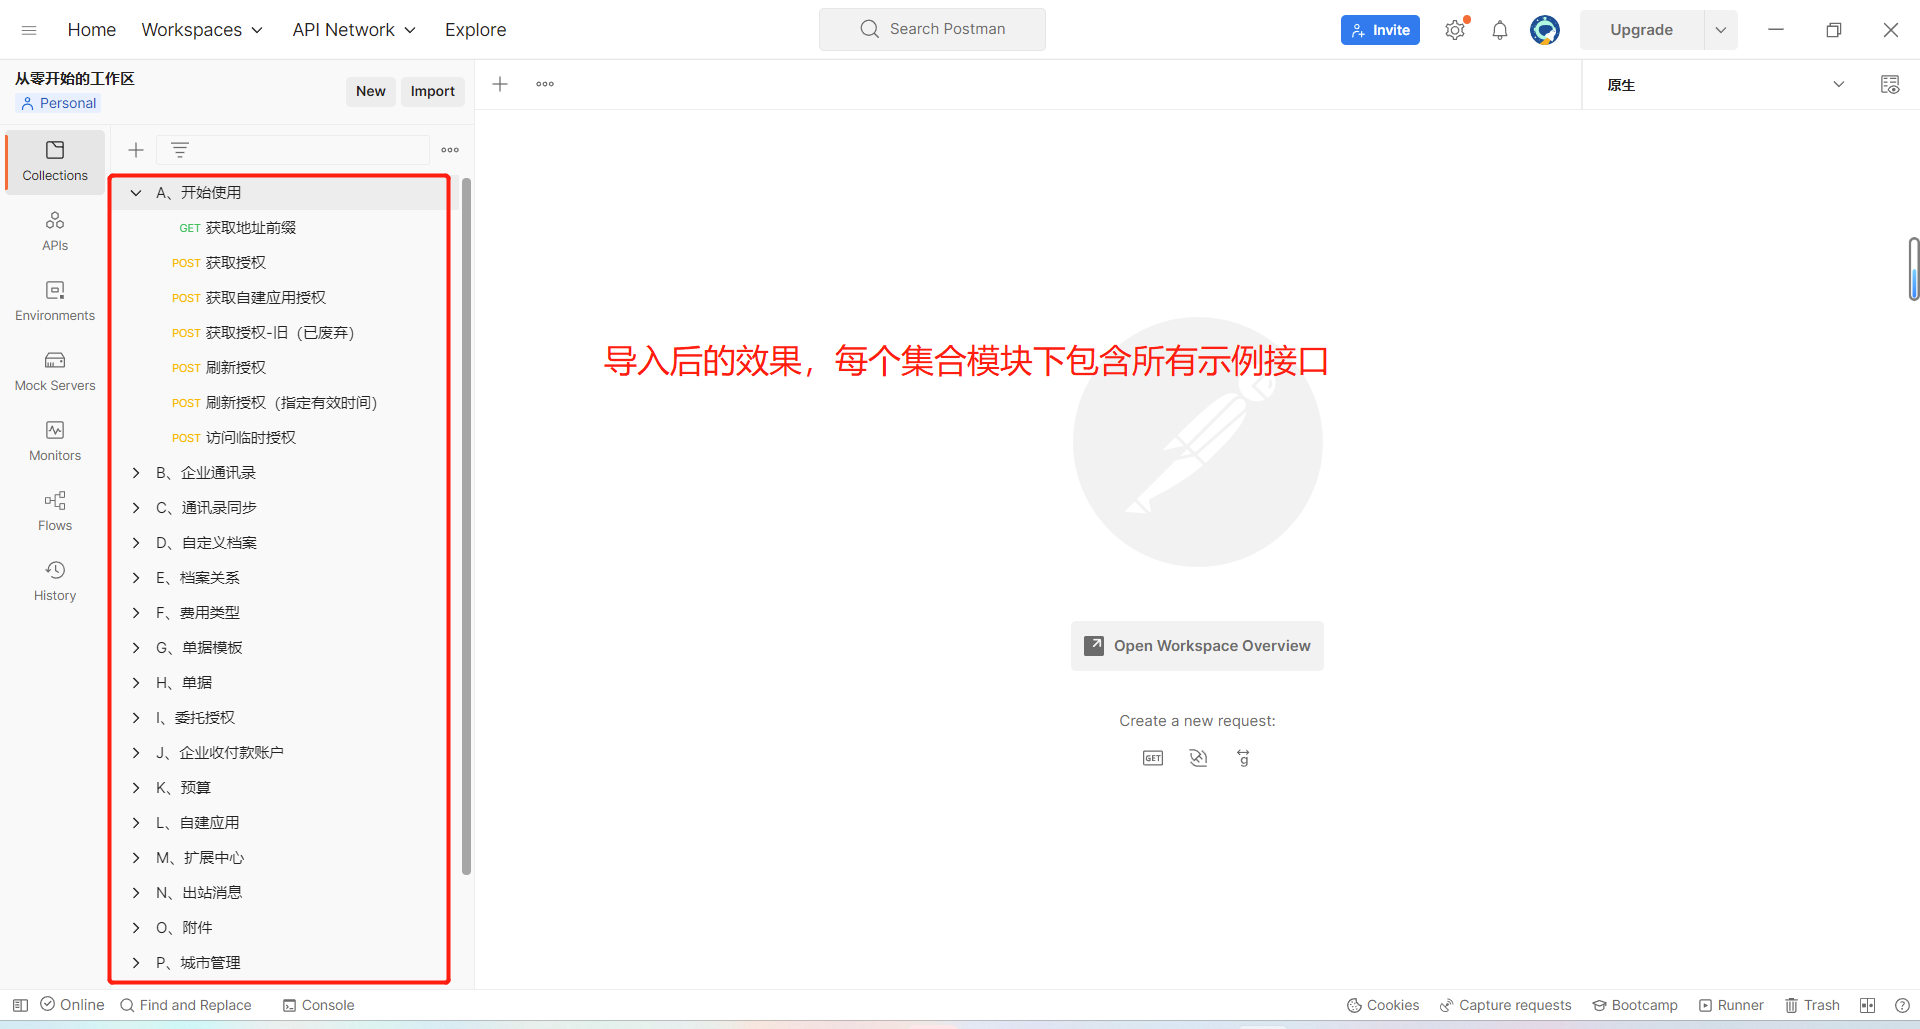 Home Workspaces API Network Explore Search Postman Invite Upgrade
从零开始的工作区
Personal
New Import
原生
Collections
APIs
Environments
Mock Servers
Monitors
Flows
History
A、开始使用
GET 获取地址前缀
POST 获取授权
POST 获取自建应用授权
POST 获取授权-旧（已废弃）
POST 刷新授权
POST 刷新授权（指定有效时间）
POST 访问临时授权
B、企业通讯录
C、通讯录同步
D、自定义档案
E、档案关系
F、费用类型
G、单据模板
H、单据
I、委托授权
J、企业收付款账户
K、预算
L、自建应用
M、扩展中心
N、出站消息
O、附件
P、城市管理
导入后的效果，每个集合模块下包含所有示例接口
Open Workspace Overview
Create a new request:
GET g
Online Find and Replace Console Cookies Capture requests Bootcamp Runner Trash